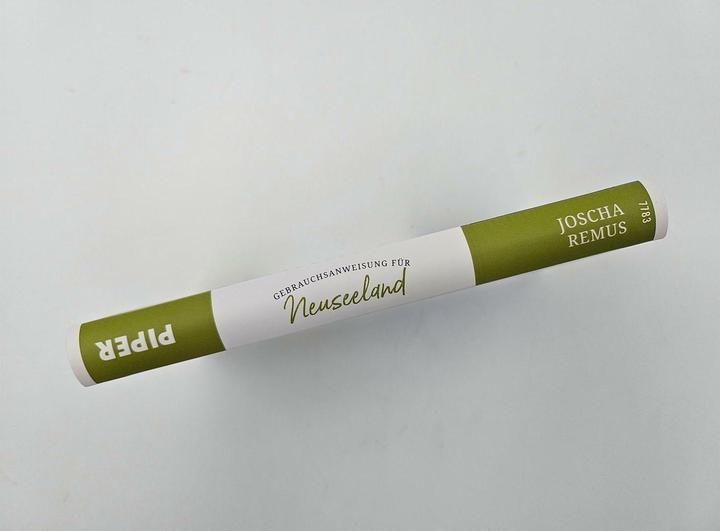 PIPER
GEBRAUCHSANWEISUNG FÜR
Neuseeland
JOSCHA
REMUS
7783